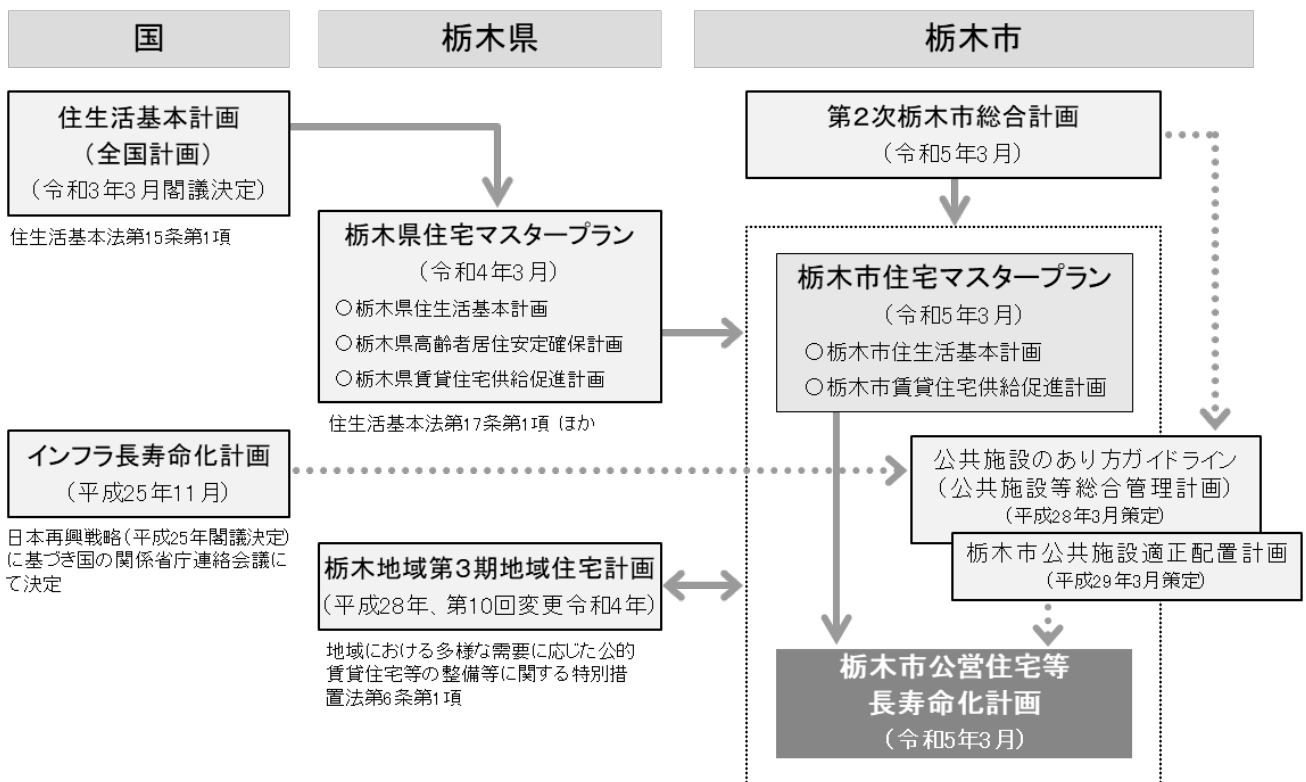 国
栃木県
栃木市
住生活基本計画
（全国計画）
（令和3年3月閣議決定）
住生活基本法第15条第1項
インフラ長寿命化計画
（平成25年11月）
日本再興戦略（平成25年閣議決定）
に基づき国の関係省庁連絡会議に
て決定
栃木県住宅マスタープラン
（令和4年3月）
○栃木県住生活基本計画
○栃木県高齢者居住安定確保計画
○栃木県賃貸住宅供給促進計画
住生活基本法第17条第1項 ほか
栃木地域第3期地域住宅計画
（平成28年、第10回変更令和4年）
地域における多様な需要に応じた公的
賃貸住宅等の整備等に関する特別措
置法第6条第1項
第2次栃木市総合計画
（令和5年3月）
栃木市住宅マスタープラン
（令和5年3月）
○栃木市住生活基本計画
○栃木市賃貸住宅供給促進計画
公共施設のあり方ガイドライン
（公共施設等総合管理計画）
（平成28年3月策定）
栃木市公共施設適正配置計画
（平成29年3月策定）
栃木市公営住宅等
長寿命化計画
（令和5年3月）